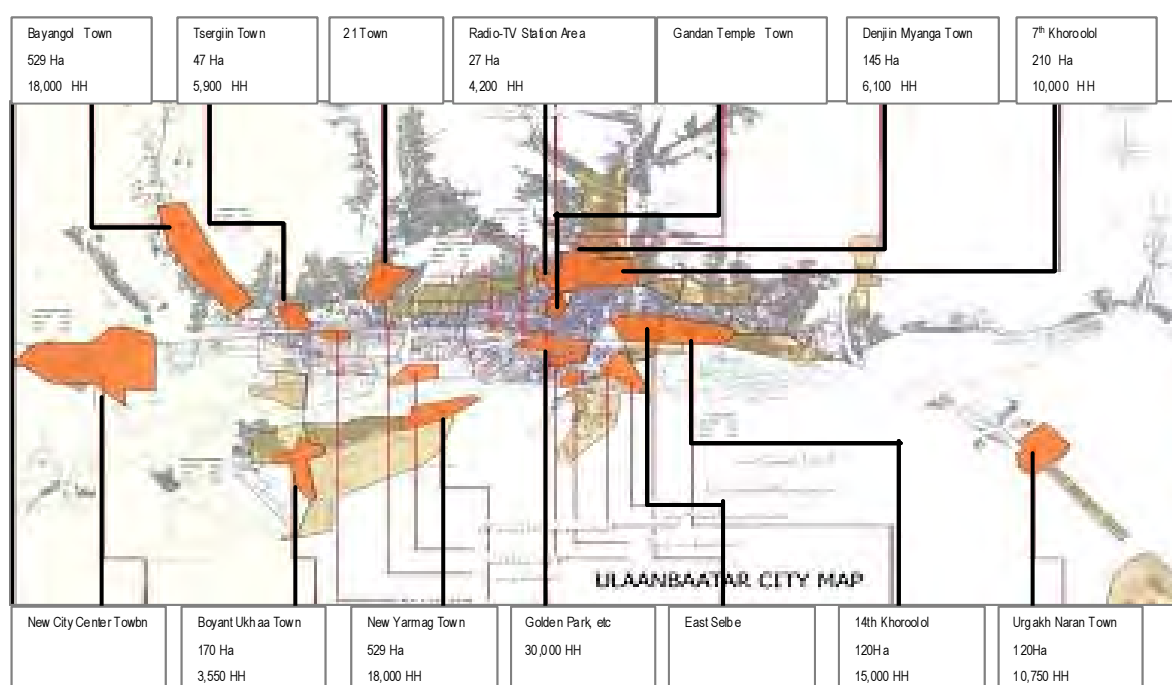 Bayangol Town
529 Ha
18,000 HH
Tsergiin Town
47 Ha
5,900 HH
21 Town
Radio-TV Station Area
27 Ha
4,200 HH
Gandan Temple Town
Denjiin Myanga Town
145 Ha
6,100 HH
7th Khoroolol
210 Ha
10,000 HH
ULAANBAATAR CITY MAP
New City Center Towbn
Boyant Ukhaa Town
170 Ha
3,550 HH
New Yarmag Town
529 Ha
18,000 HH
Golden Park, etc
30,000 HH
East Selbe
14th Khoroolol
120Ha
15,000 HH
Urgakh Naran Town
120Ha
10,750 HH